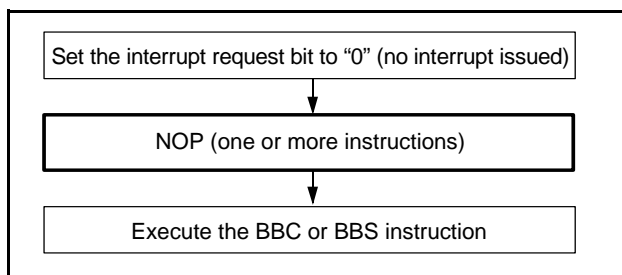 Set the interrupt request bit to “0” (no interrupt issued)
NOP (one or more instructions)
Execute the BBC or BBS instruction